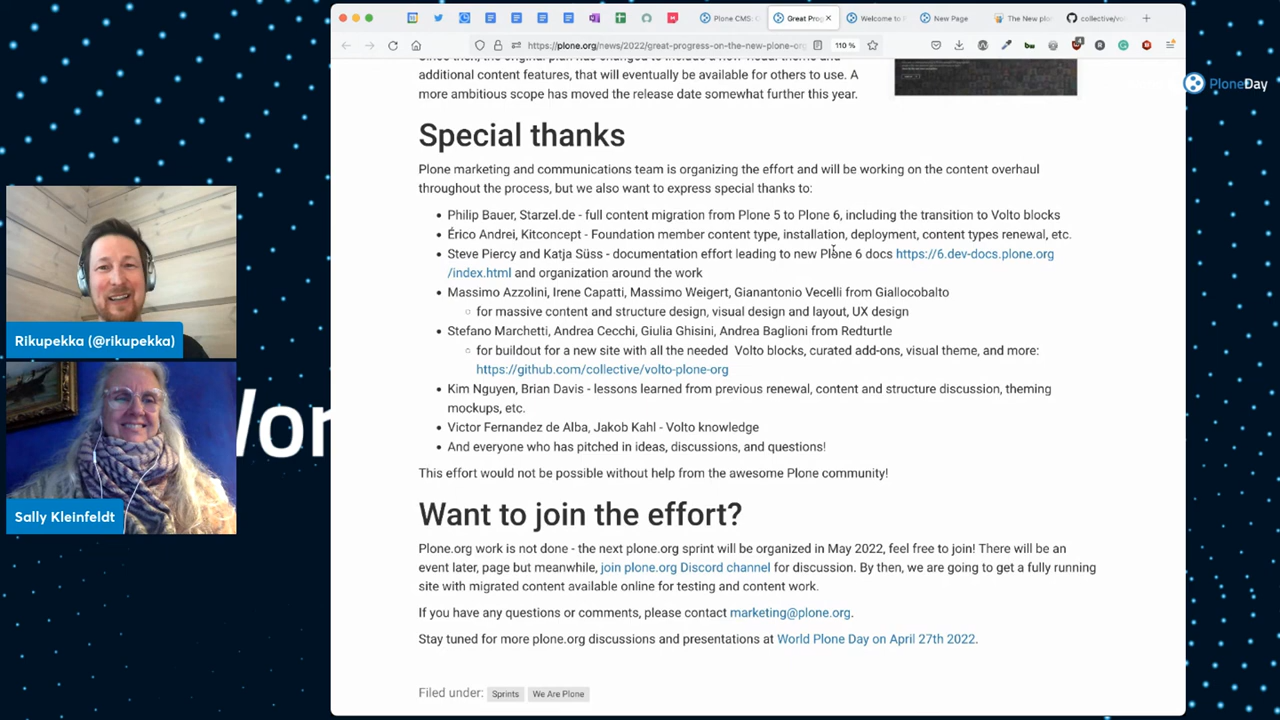 Plone CMS: C
Great Prog
Welcome to P
New Page
The New plon
collective/vo
https://plone.org/news/2022/great-progress-on-the-new-plone-org
110 %
additional content features, that will eventually be available for others to use. A
more ambitious scope has moved the release date somewhat further this year.
PloneDay
Special thanks
Plone marketing and communications team is organizing the effort and will be working on the content overhaul
throughout the process, but we also want to express special thanks to:
Philip Bauer, Starzel.de - full content migration from Plone 5 to Plone 6, including the transition to Volto blocks
Érico Andrei, Kitconcept - Foundation member content type, installation, deployment, content types renewal, etc.
Steve Piercy and Katja Süss - documentation effort leading to new Plone 6 docs https://6.dev-docs.plone.org
/index.html and organization around the work
Massimo Azzolini, Irene Capatti, Massimo Weigert, Gianantonio Vecelli from Giallocobalto
for massive content and structure design, visual design and layout, UX design
Stefano Marchetti, Andrea Cecchi, Giulia Ghisini, Andrea Baglioni from Redturtle
for buildout for a new site with all the needed Volto blocks, curated add-ons, visual theme, and more:
https://github.com/collective/volto-plone-org
Kim Nguyen, Brian Davis - lessons learned from previous renewal, content and structure discussion, theming
mockups, etc.
Victor Fernandez de Alba, Jakob Kahl - Volto knowledge
And everyone who has pitched in ideas, discussions, and questions!
This effort would not be possible without help from the awesome Plone community!
Want to join the effort?
Plone.org work is not done - the next plone.org sprint will be organized in May 2022, feel free to join! There will be an
event later, page but meanwhile, join plone.org Discord channel for discussion. By then, we are going to get a fully running
site with migrated content available online for testing and content work.
If you have any questions or comments, please contact marketing@plone.org.
Stay tuned for more plone.org discussions and presentations at World Plone Day on April 27th 2022.
Filed under: Sprints We Are Plone
Rikupekka (@rikupekka)
Sally Kleinfeldt